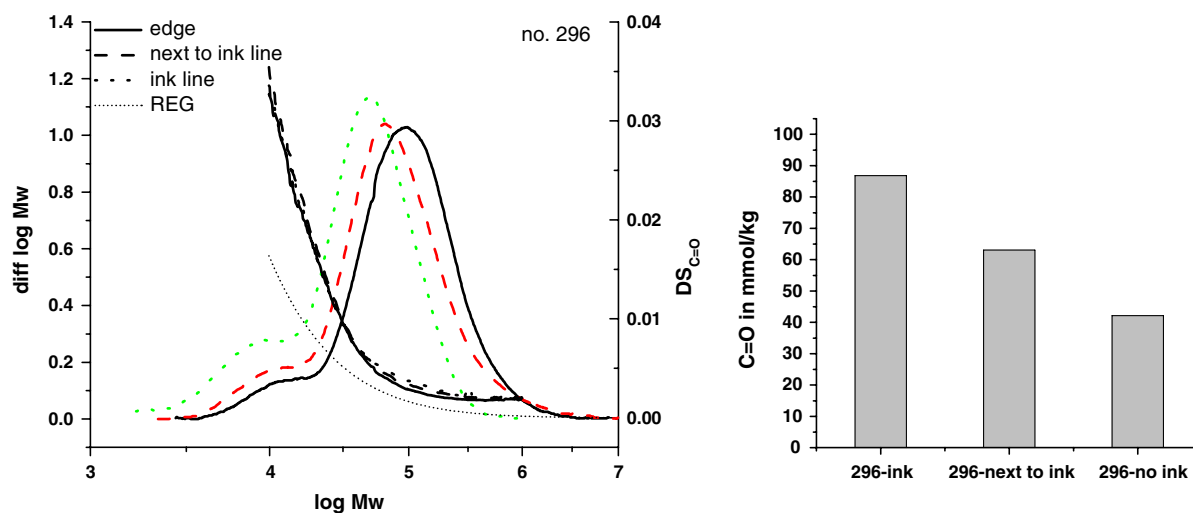 no. 296
edge
next to ink line
ink line
REG
1.4
1.2
1.0
0.8
0.6
0.4
0.2
0.0
diff log Mw
3
4
5
6
7
log Mw
0.04
0.03
0.02
0.01
0.00
DS C=O
100
90
80
70
60
50
40
30
20
10
0
C=O in mmol/kg
296-ink
296-next to ink
296-no ink